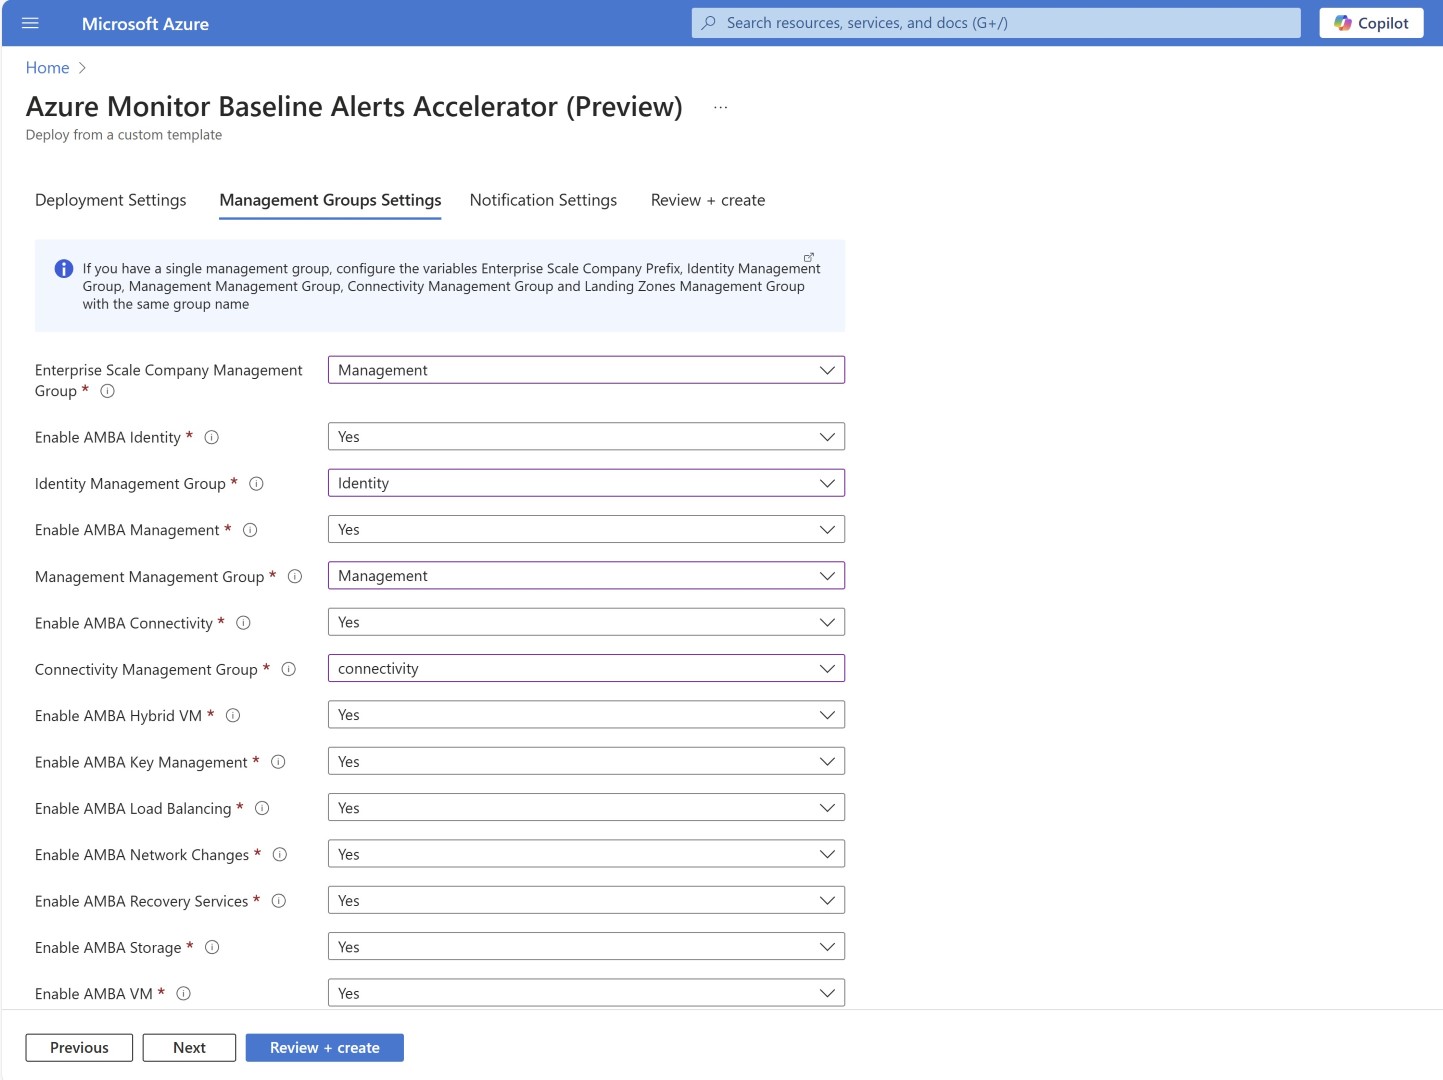 Microsoft Azure
Search resources, services, and docs (G+/)
Copilot
Home
Azure Monitor Baseline Alerts Accelerator (Preview)
...
Deploy from a custom template
Deployment Settings
Management Groups Settings
Notification Settings
Review + create
If you have a single management group, configure the variables Enterprise Scale Company Prefix, Identity Management
Group, Management Management Group, Connectivity Management Group and Landing Zones Management Group
with the same group name
Enterprise Scale Company Management
Group *
Management
Enable AMBA Identity *
Yes
Identity Management Group *
Identity
Enable AMBA Management *
Yes
Management Management Group *
Management
Enable AMBA Connectivity *
Yes
Connectivity Management Group *
connectivity
Enable AMBA Hybrid VM *
Yes
Enable AMBA Key Management *
Yes
Enable AMBA Load Balancing *
Yes
Enable AMBA Network Changes *
Yes
Enable AMBA Recovery Services *
Yes
Enable AMBA Storage *
Yes
Enable AMBA VM *
Yes
Previous
Next
Review + create